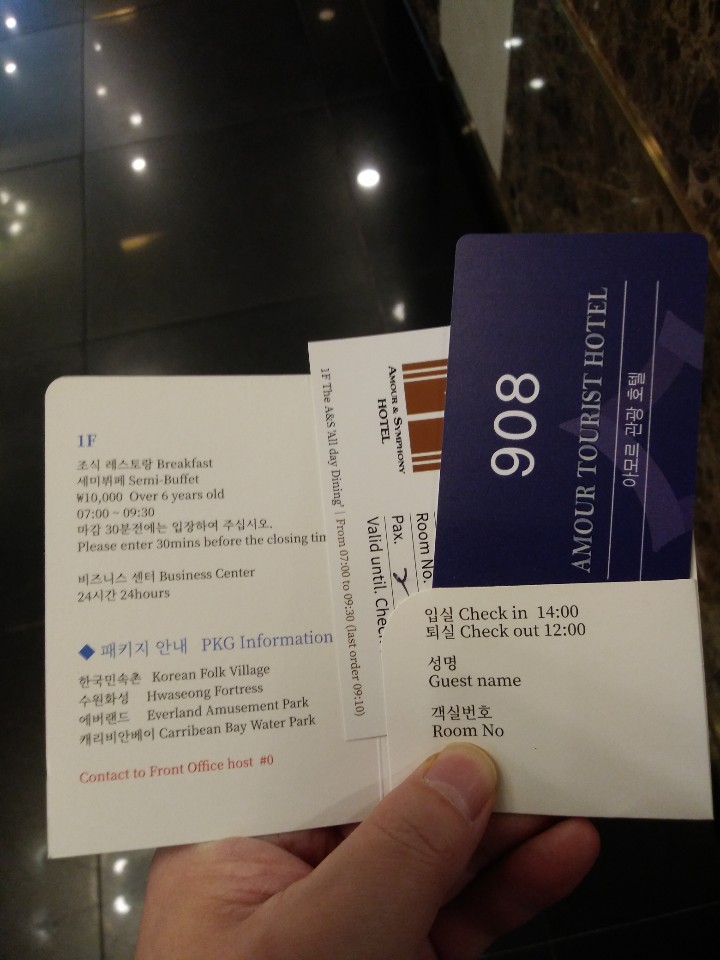 1F
조식 레스토랑 Breakfast
세미뷔페 Semi-Buffet
₩10,000 Over 6 years old
07:00 - 09:30
마감 30분전에는 입장하여 주십시오.
Please enter 30mins before the closing tim
비즈니스 센터 Business Center
24시간 24hours
◆ 패키지 안내 PKG Information
한국민속촌 Korean Folk Village
수원화성 Hwaseong Fortress
에버랜드 Everland Amusement Park
캐리비안베이 Carribean Bay Water Park
Contact to Front Office host #0
AMOUR & SYMPHONY
HOTEL
Room No.
Pax. 2
Valid until. Chec
1F The A&S 'All day Dining' | From 07:00 to 09:30 (last order 09:10)
908
AMOUR TOURIST HOTEL
아모르 관광 호텔
입실 Check in 14:00
퇴실 Check out 12:00
성명
Guest name
객실번호
Room No